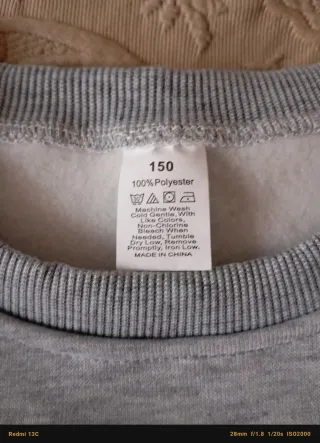 150
100%Polyester
Machine Wash
Cold Gentle, With
Like Colors,
Non-Chlorine
Bleach When
Needed, Tumble
Dry Low, Remove
Promptly, Iron Low.
MADE IN CHINA
Redmi 13C
28mm f/1.8 1/20s ISO2000